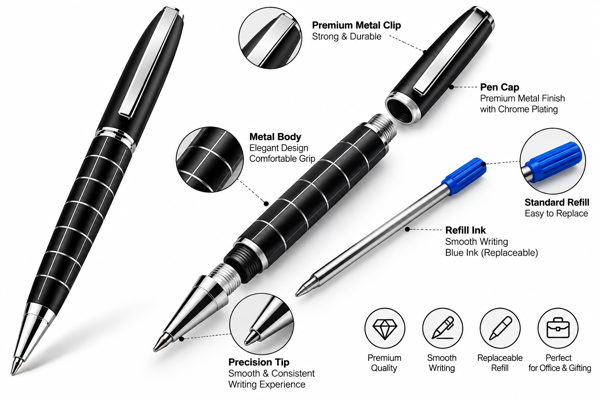 Premium Metal Clip
Strong & Durable
Pen Cap
Premium Metal Finish
with Chrome Plating
Metal Body
Elegant Design
Comfortable Grip
Standard Refill
Easy to Replace
Refill Ink
Smooth Writing
Blue Ink (Replaceable)
Precision Tip
Smooth & Consistent
Writing Experience
Premium
Quality
Smooth
Writing
Replaceable
Refill
Perfect
for Office & Gifting